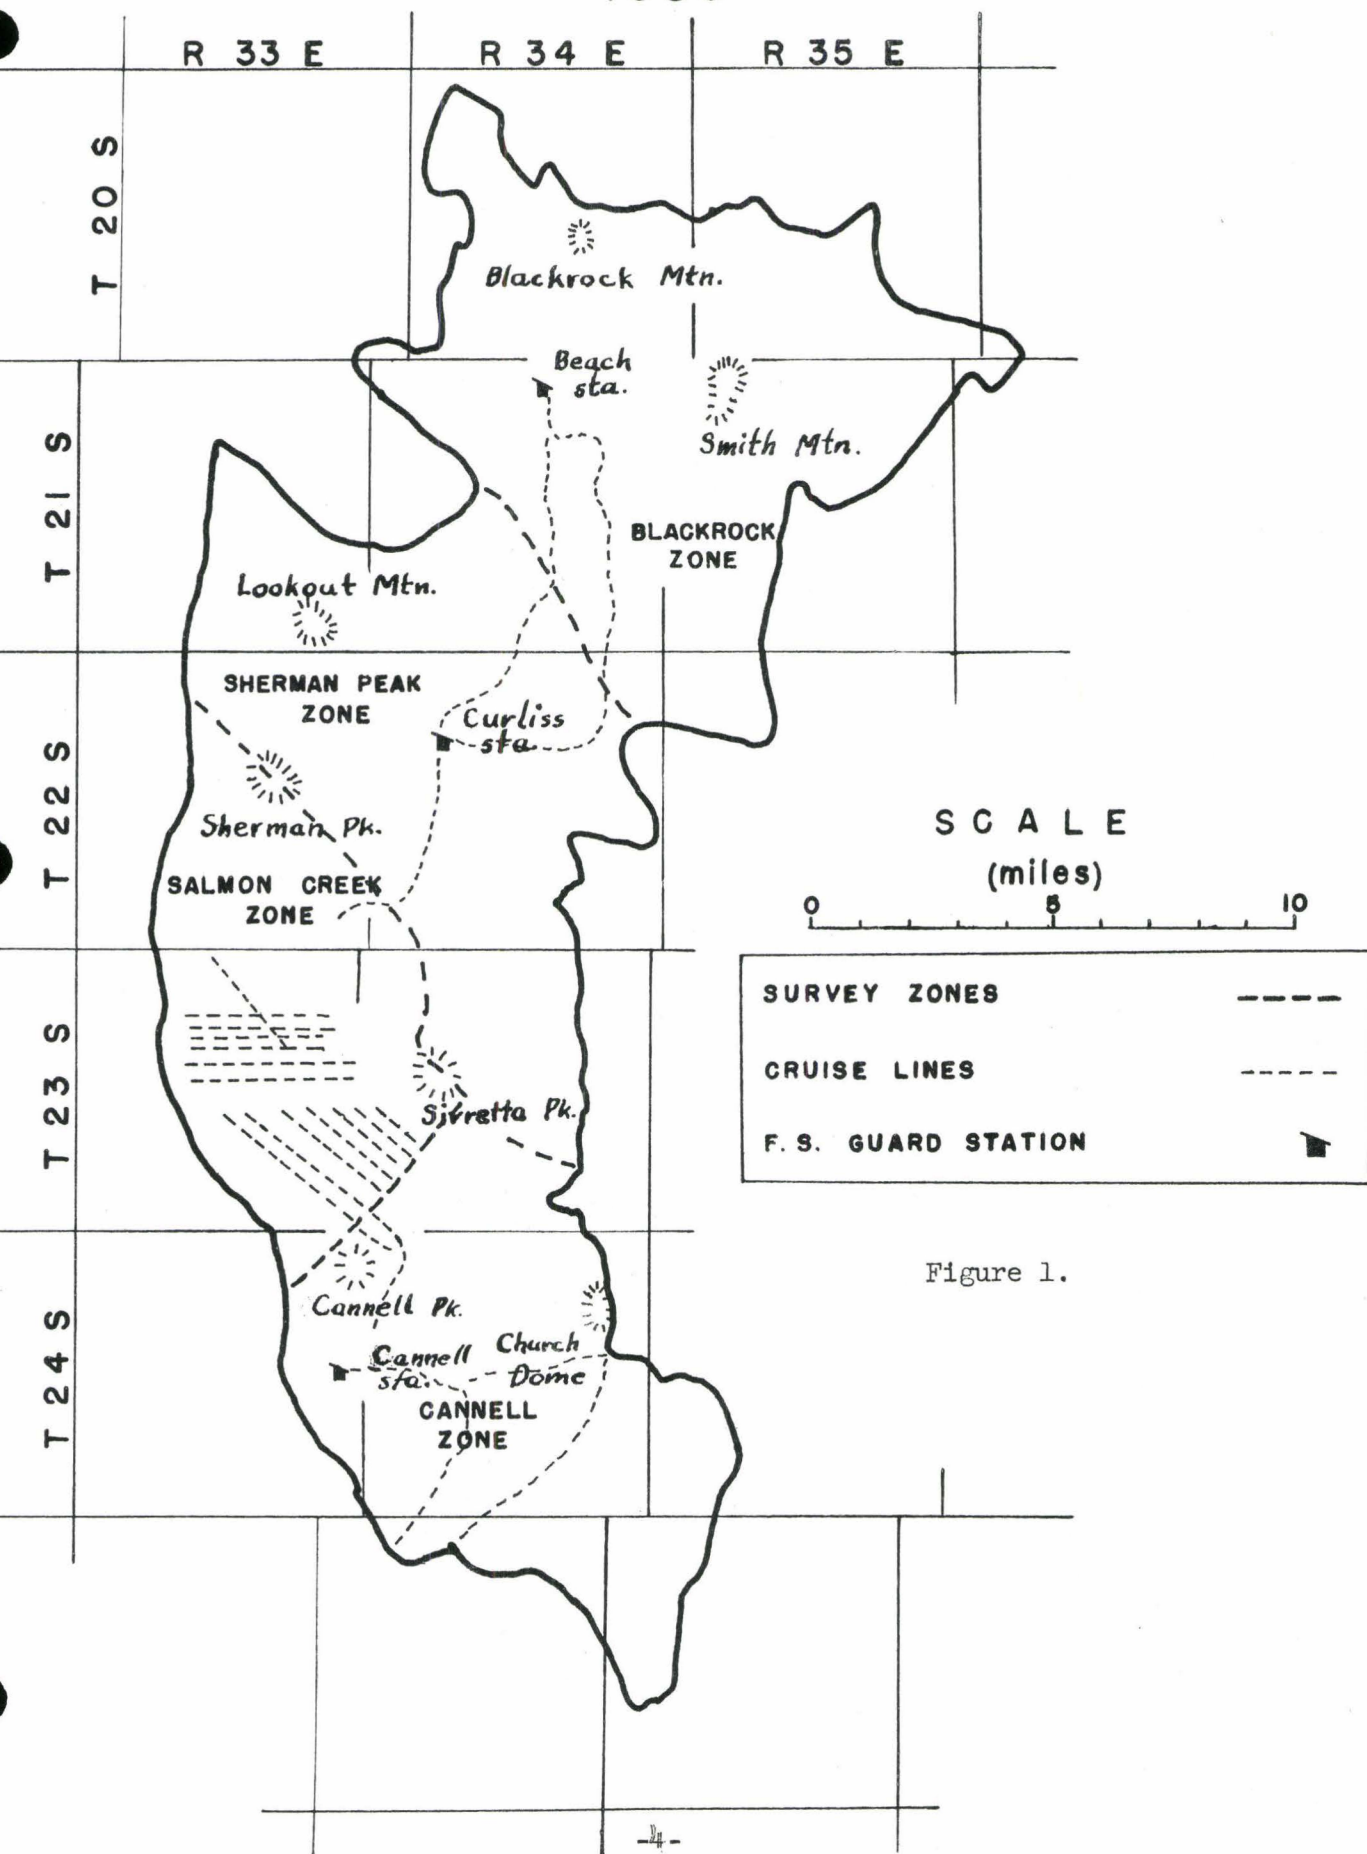 R 33 E R 34 E R 35 E
T 20 S
Blackrock Mtn.
Beach
sta.
Smith Mtn.
T 21 S
BLACKROCK
ZONE
Lookout Mtn.
SHERMAN PEAK
ZONE
Curliss
sta.
T 22 S
Sherman Pk.
SALMON CREEK
ZONE
SCALE
(miles)
0 5 10
SURVEY ZONES
CRUISE LINES
F.S. GUARD STATION
T 23 S
Sirretta Pk.
Figure 1.
Cannell Pk.
T 24 S
Church
Dome
Cannell
sta.
CANNELL
ZONE
-4-